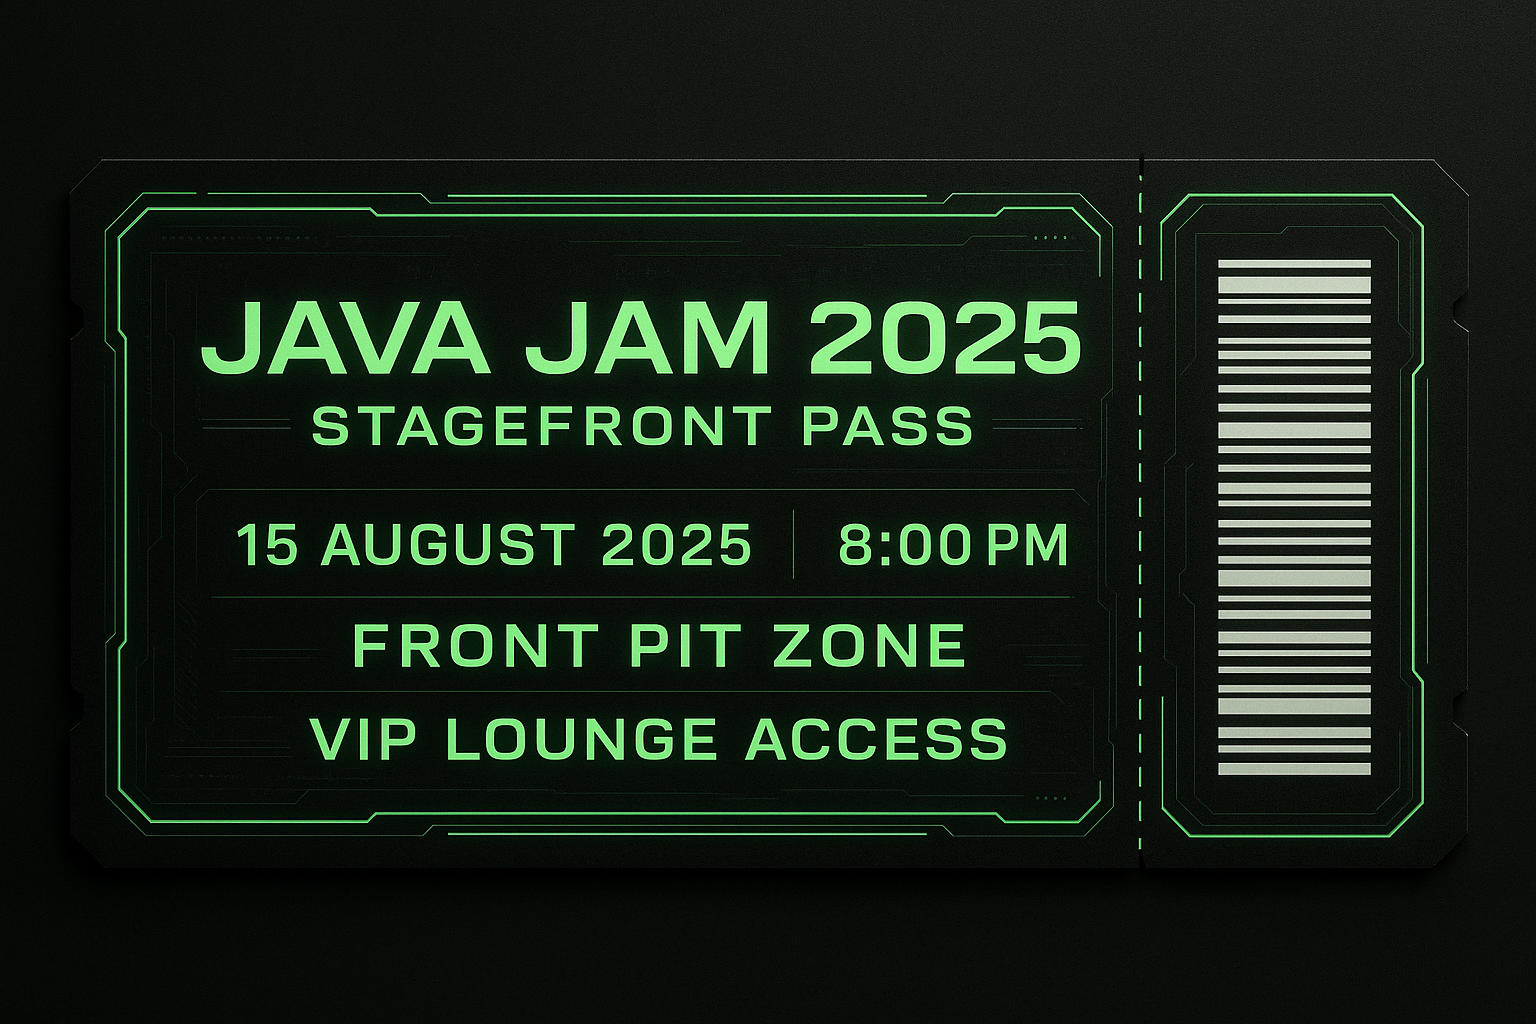 JAVA JAM 2025
STAGEFRONT PASS
15 AUGUST 2025 8:00 PM
FRONT PIT ZONE
VIP LOUNGE ACCESS